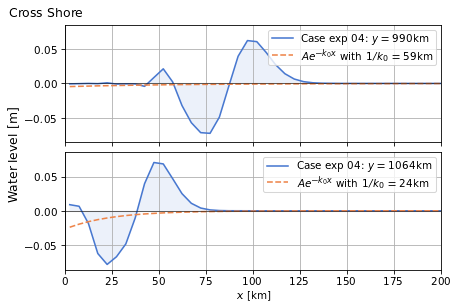 Cross Shore
Water level [m]
0.05
0.00
−0.05
Case exp 04: y = 990km
Ae^{−k₀x} with 1/k₀ = 59km
0.05
0.00
−0.05
Case exp 04: y = 1064km
Ae^{−k₀x} with 1/k₀ = 24km
0 25 50 75 100 125 150 175 200
x [km]